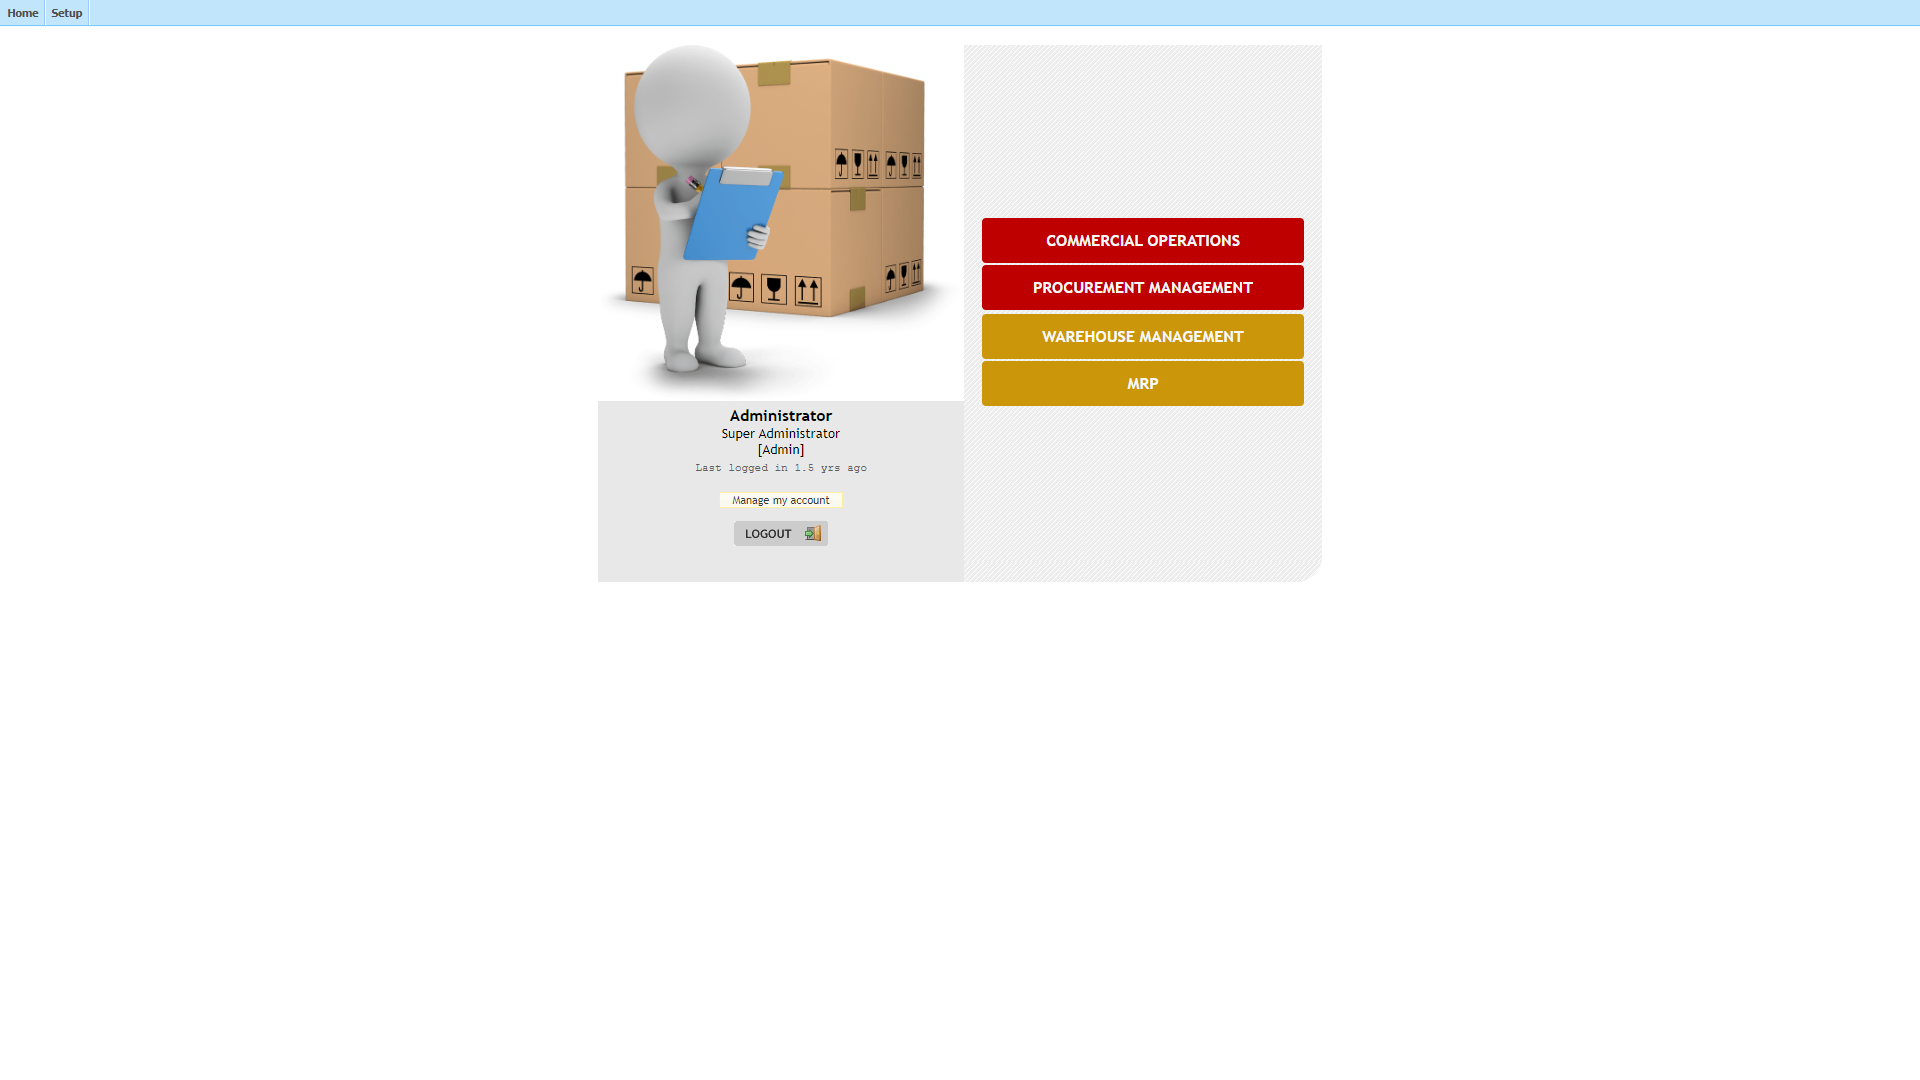 Home
Setup
COMMERCIAL OPERATIONS
PROCUREMENT MANAGEMENT
WAREHOUSE MANAGEMENT
MRP
Administrator
Super Administrator
[Admin]
Last logged in 1.5 yrs ago
Manage my account
LOGOUT